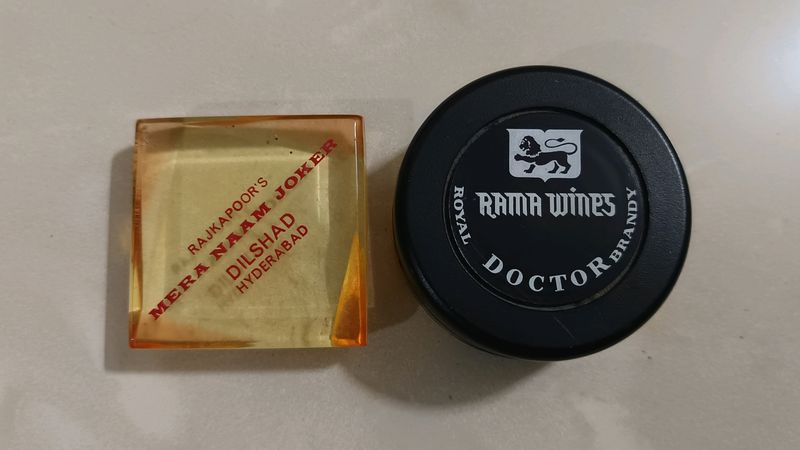 RAJKAPOOR'S
MERA NAAM JOKER
DILSHAD
HYDERABAD
RAMA WINES
ROYAL
DOCTOR
BRANDY